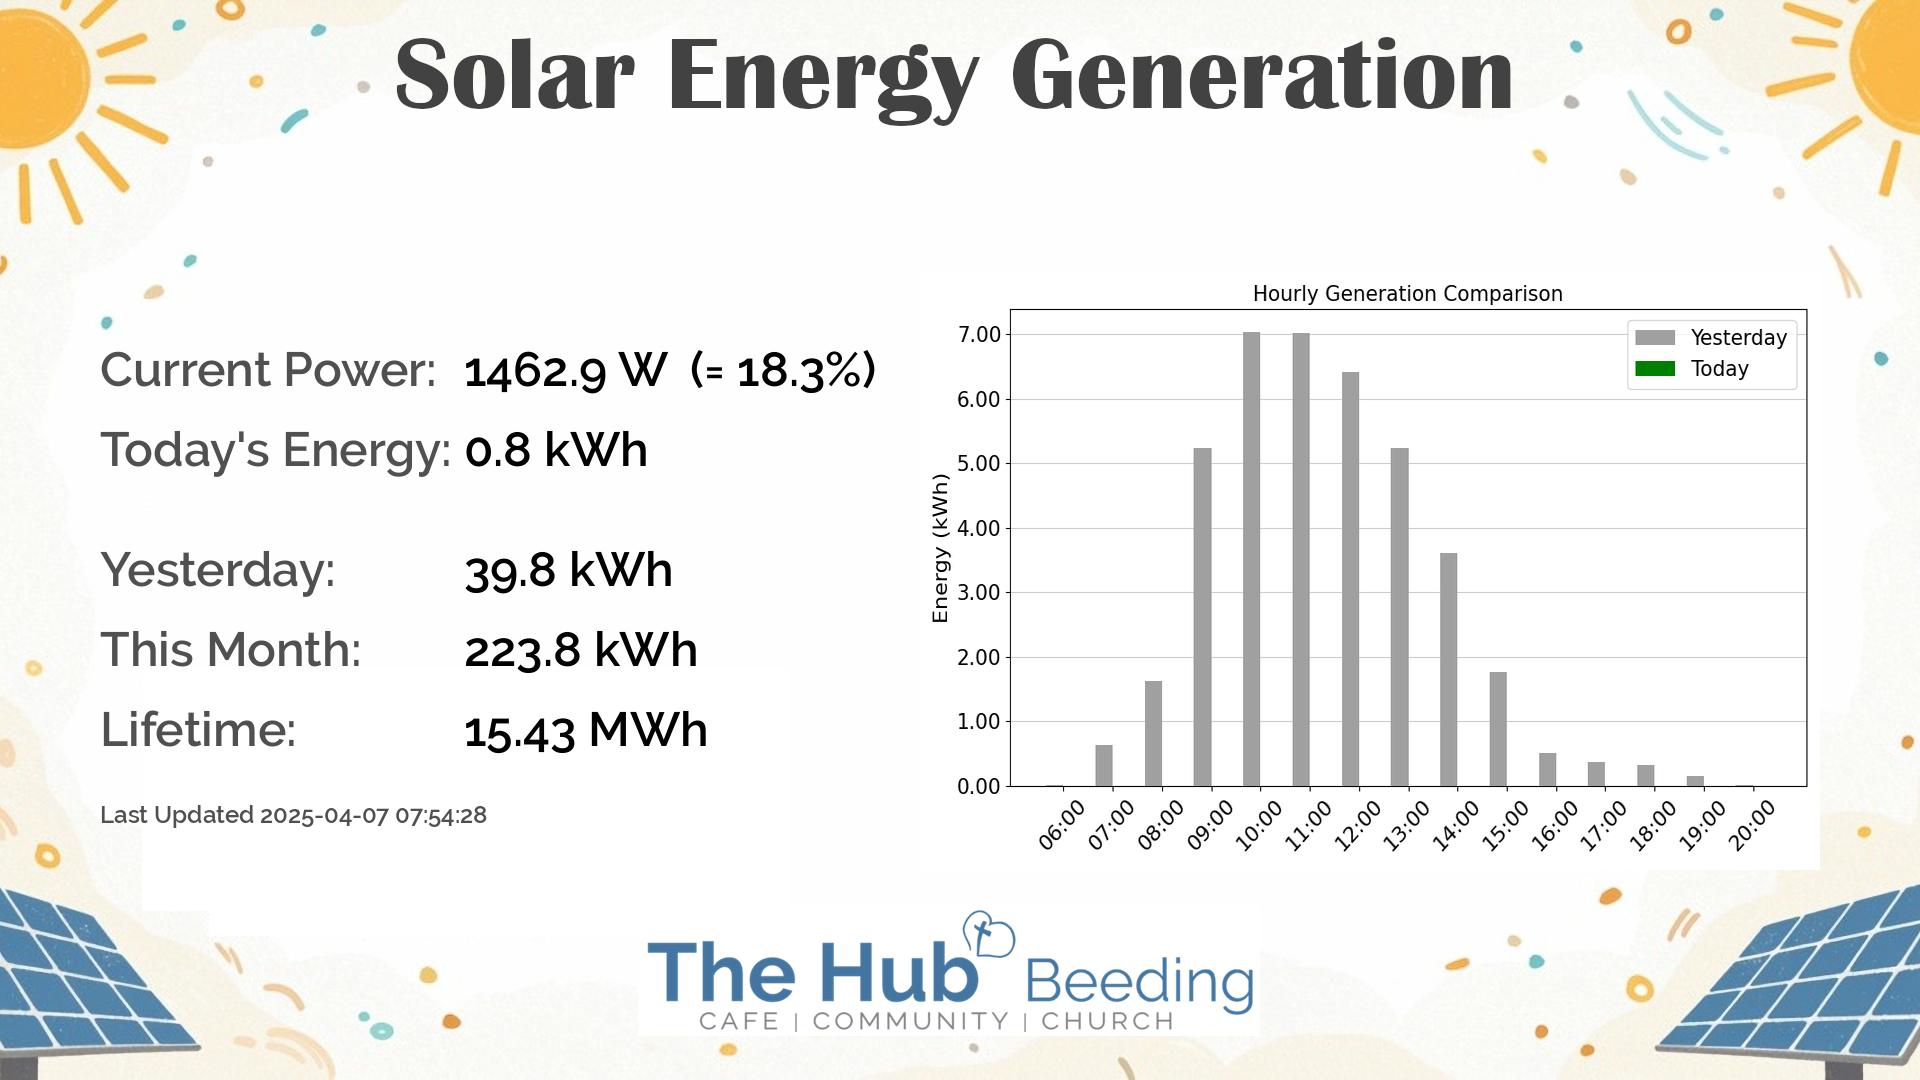 Solar Energy Generation
Current Power: 1462.9 W (= 18.3%)
Today's Energy: 0.8 kWh
Yesterday: 39.8 kWh
This Month: 223.8 kWh
Lifetime: 15.43 MWh
Last Updated 2025-04-07 07:54:28
Hourly Generation Comparison
Yesterday
Today
Energy (kWh)
7.00
6.00
5.00
4.00
3.00
2.00
1.00
0.00
06:00 07:00 08:00 09:00 10:00 11:00 12:00 13:00 14:00 15:00 16:00 17:00 18:00 19:00 20:00
The Hub Beeding
CAFE | COMMUNITY | CHURCH